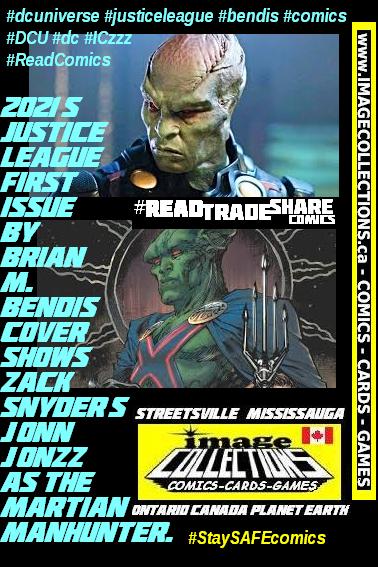 #dcuniverse #justiceleague #bendis #comics
#DCU #dc #ICzzz
#ReadComics
2021 S
JUSTICE
LEAGUE
FIRST
ISSUE
BY
BRIAN
M.
BENDIS
COVER
SHOWS
ZACK
SNYDER S
J ONN
J ONZZ
AS THE
MARTIAN
MANHUNTER.
#READTRADESHARE
COMICS
STREETSVILLE MISSISSAUGA
image
COLLECTIONS
COMICS-CARDS-GAMES
ONTARIO CANADA PLANET EARTH
#StaySAFEcomics
www.IMAGECOLLECTIONS.ca - COMICS - CARDS - GAMES